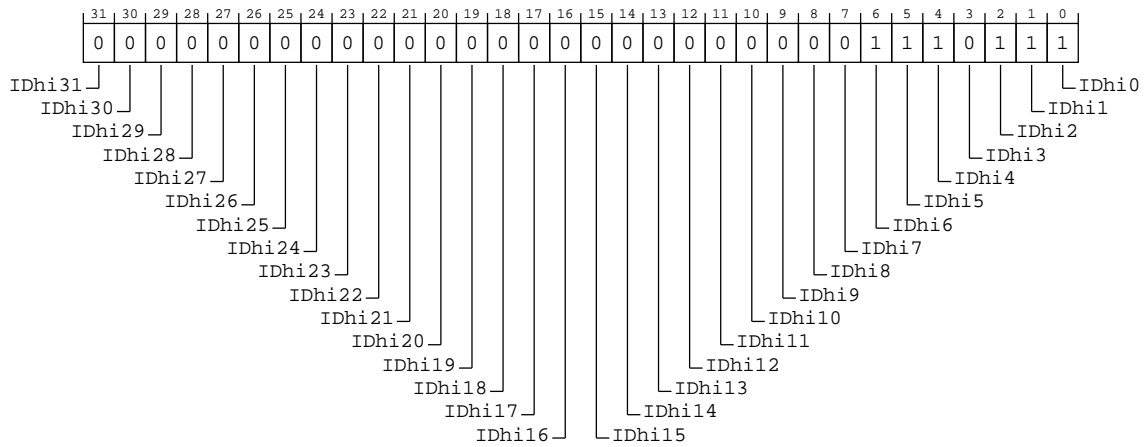 31 30 29 28 27 26 25 24 23 22 21 20 19 18 17 16 15 14 13 12 11 10 9 8 7 6 5 4 3 2 1 0
0 0 0 0 0 0 0 0 0 0 0 0 0 0 0 0 0 0 0 0 0 0 0 0 0 1 1 1 0 1 1 1
IDhi31 IDhi0
IDhi30 IDhi1
IDhi29 IDhi2
IDhi28 IDhi3
IDhi27 IDhi4
IDhi26 IDhi5
IDhi25 IDhi6
IDhi24 IDhi7
IDhi23 IDhi8
IDhi22 IDhi9
IDhi21 IDhi10
IDhi20 IDhi11
IDhi19 IDhi12
IDhi18 IDhi13
IDhi17 IDhi14
IDhi16 IDhi15